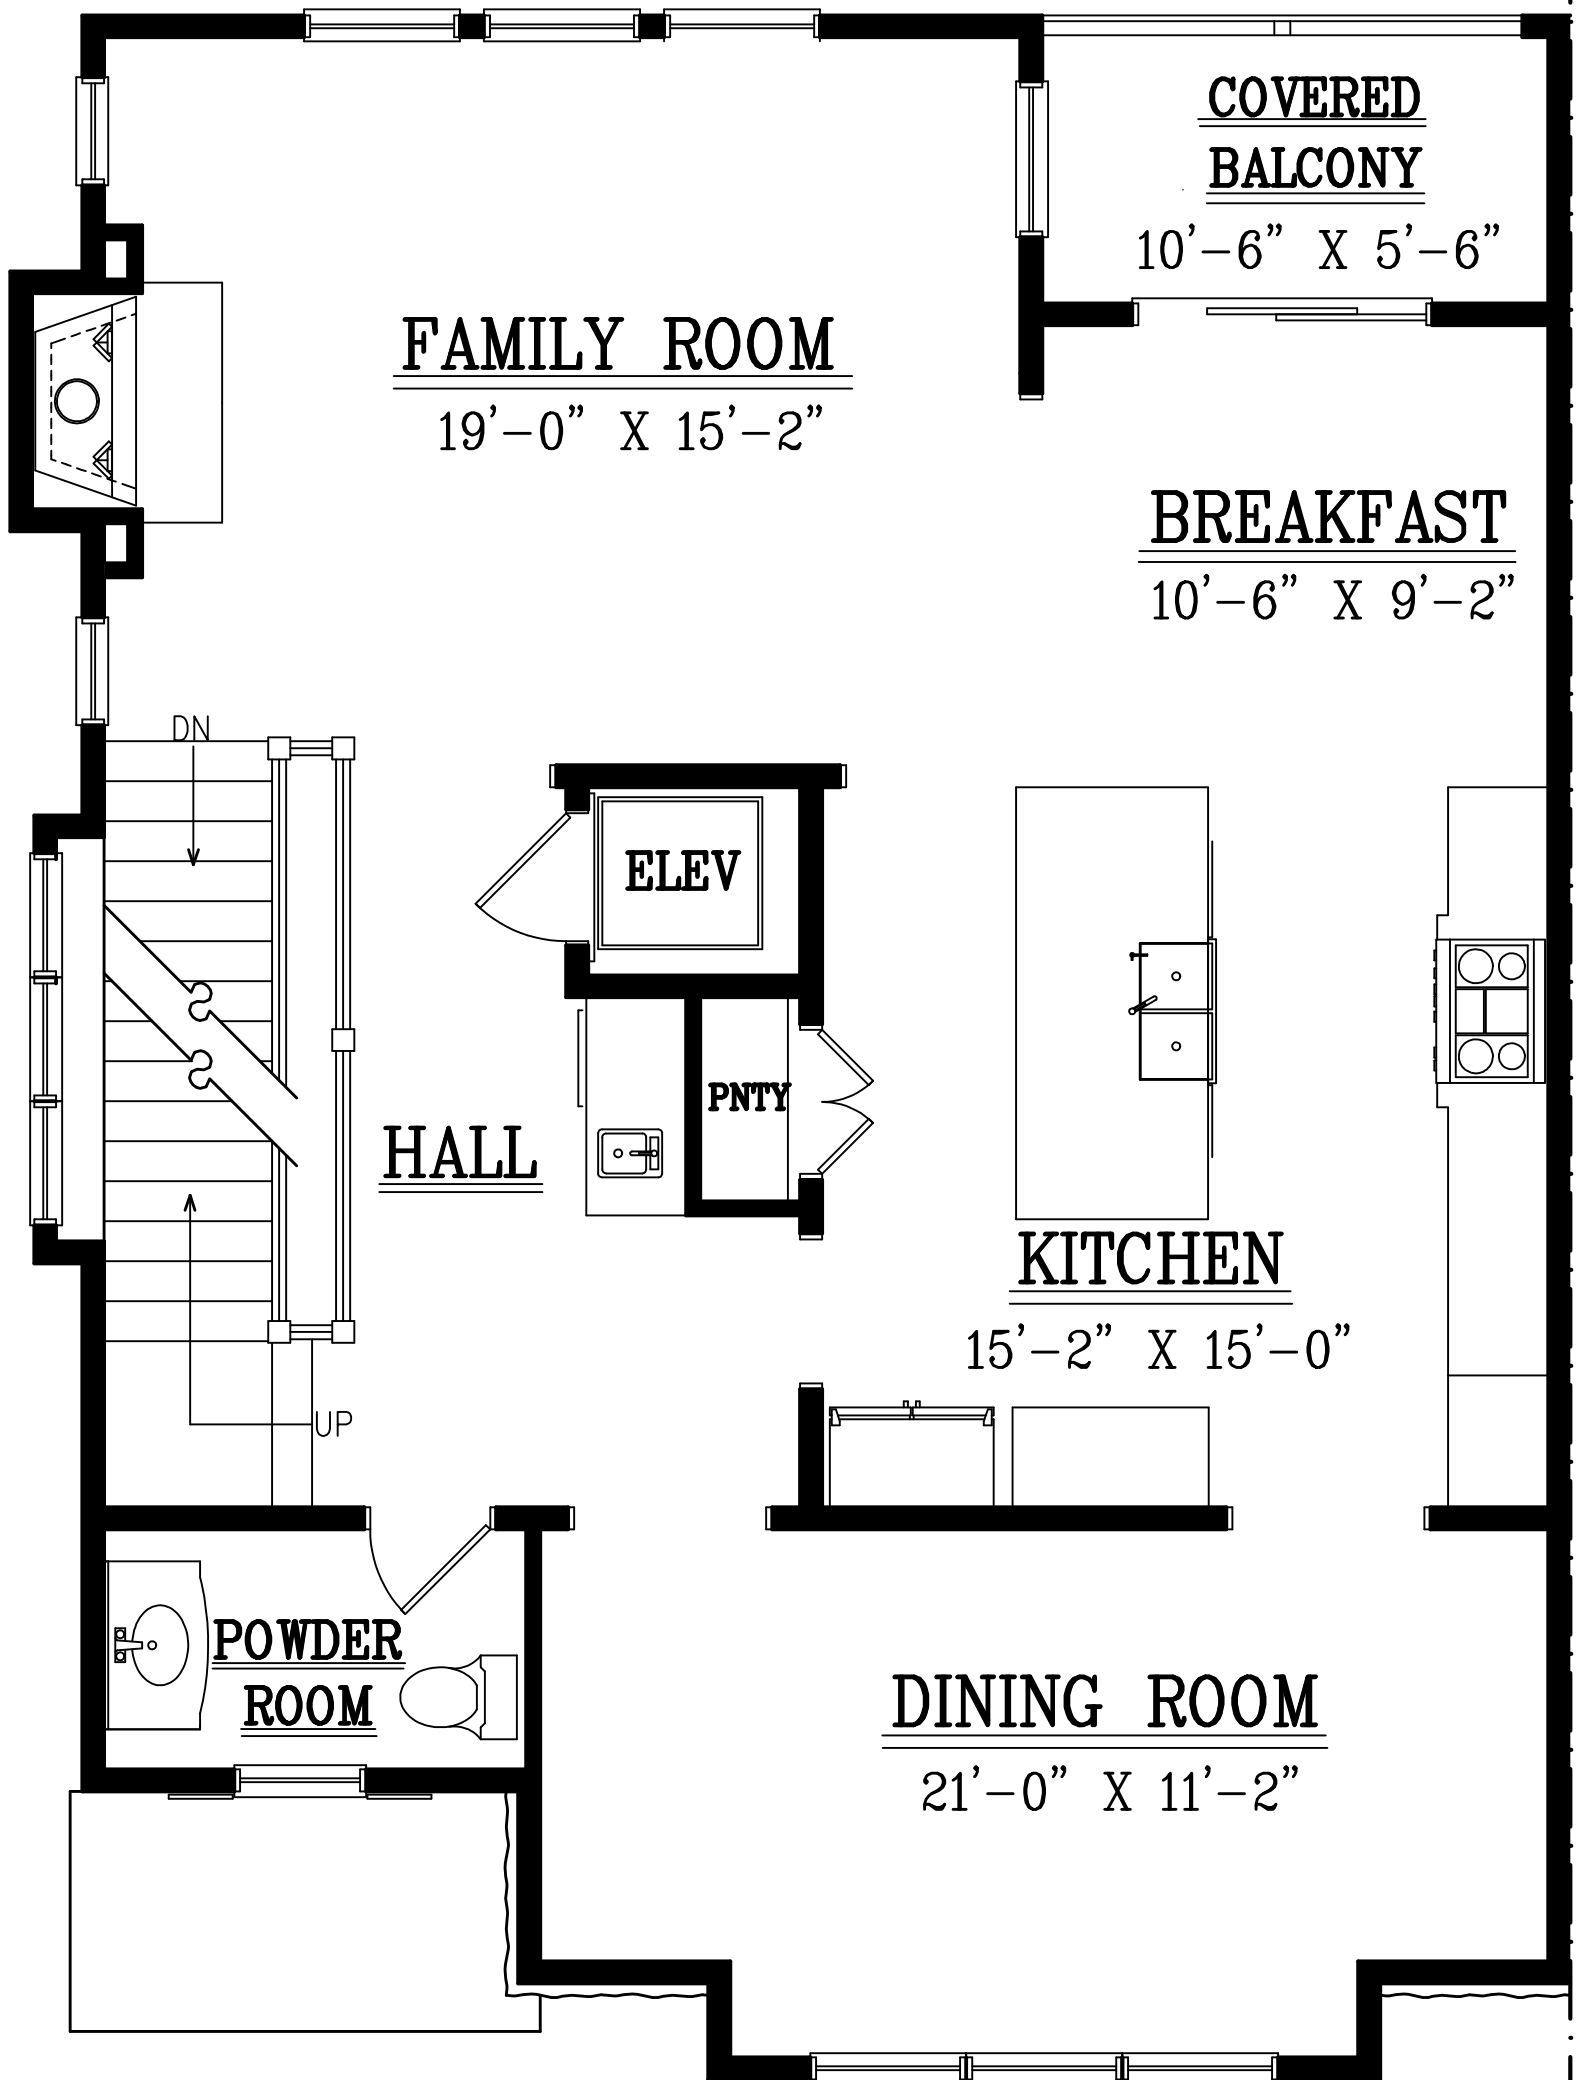 COVERED
BALCONY
10'-6" X 5'-6"
FAMILY ROOM
19'-0" X 15'-2"
BREAKFAST
10'-6" X 9'-2"
DN
ELEV
PNTY
HALL
KITCHEN
15'-2" X 15'-0"
UP
POWDER
ROOM
DINING ROOM
21'-0" X 11'-2"